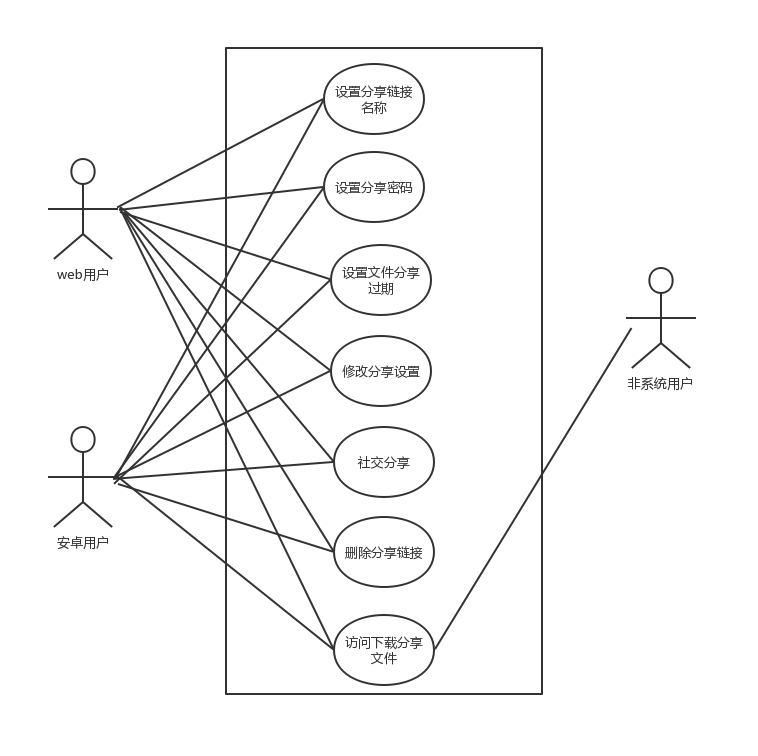 设置分享链接
名称
设置分享密码
web用户
设置文件分享
过期
修改分享设置
非系统用户
社交分享
安卓用户
删除分享链接
访问下载分享
文件